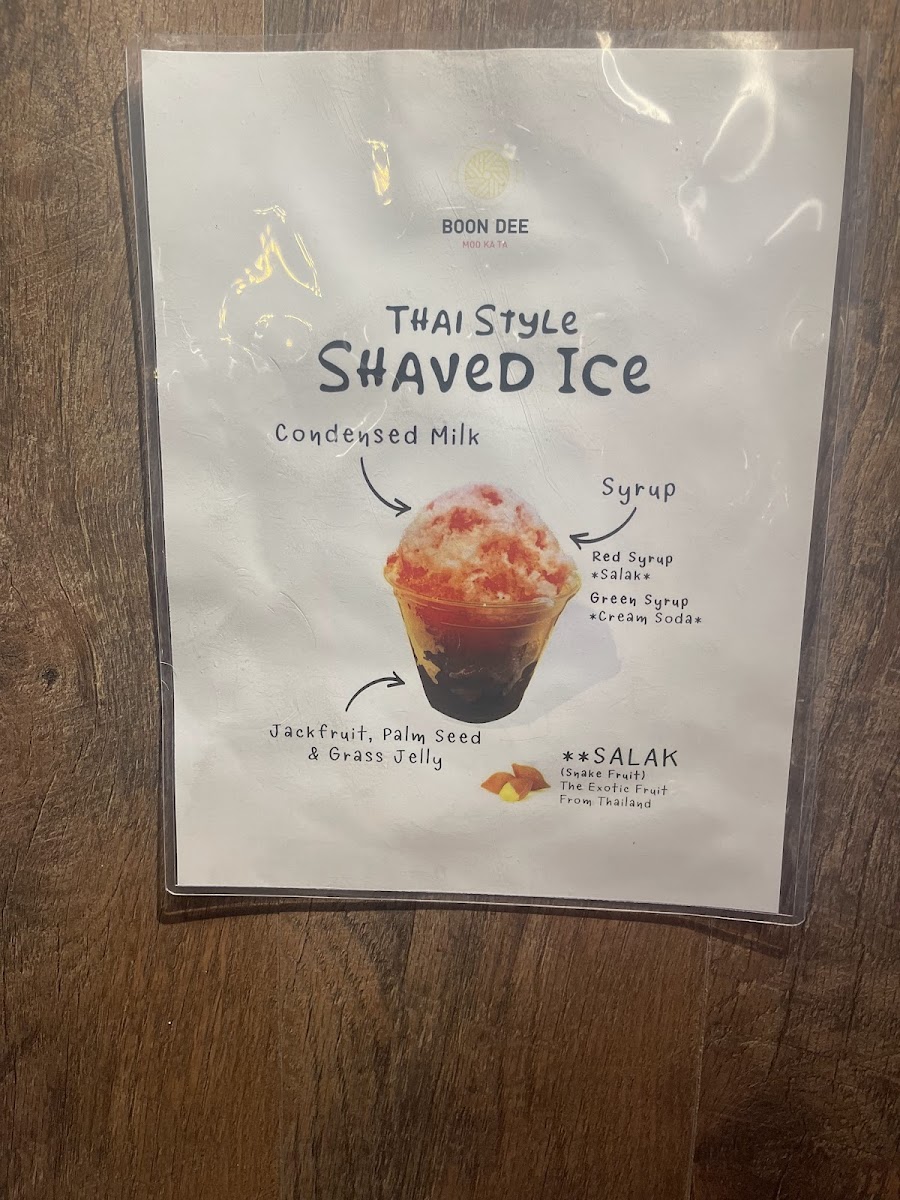 BOON DEE
MOO KA TA
THAI STYLE
SHAVED ICE
Condensed Milk
Syrup
Red Syrup
*Salak*
Green Syrup
*Cream Soda*
Jackfruit, Palm Seed
& Grass Jelly
**SALAK
(Snake Fruit)
The Exotic Fruit
From Thailand